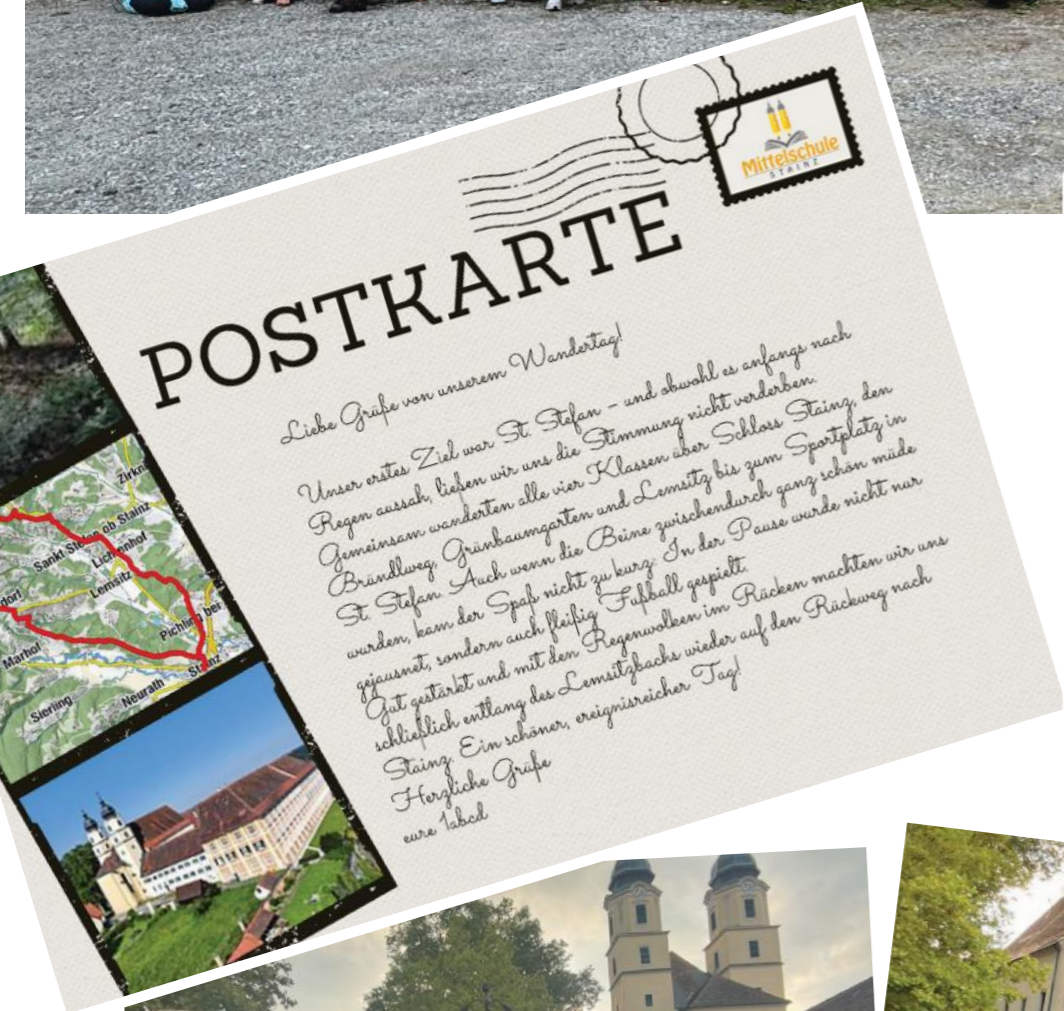 Mittelschule
STAINZ
POSTKARTE
Liebe Grüße von unserem Wandertag!
Unser erstes Ziel war St. Stefan – und obwohl es anfangs nach
Regen aussah, ließen wir uns die Stimmung nicht verderben.
Gemeinsam wanderten alle vier Klassen über Schloss Stainz, den
Bründlweg, Grünbaumgarten und Lemsitz bis zum Sportplatz in
St. Stefan. Auch wenn die Beine zwischendurch ganz schön müde
wurden, kam der Spaß nicht zu kurz: In der Pause wurde nicht nur
gejausnet, sondern auch fleißig Fußball gespielt.
Gut gestärkt und mit den Regenwolken im Rücken machten wir uns
schließlich entlang des Lemsitzbachs wieder auf den Rückweg nach
Stainz. Ein schöner, ereignisreicher Tag!
Herzliche Grüße
eure 1abcd
Zirkn
Sankt Stefan ob Stainz
Lichtenhof
Lemsitz
dorf
Pichling bei
Marhof
Stainz
Neurath
Sierling